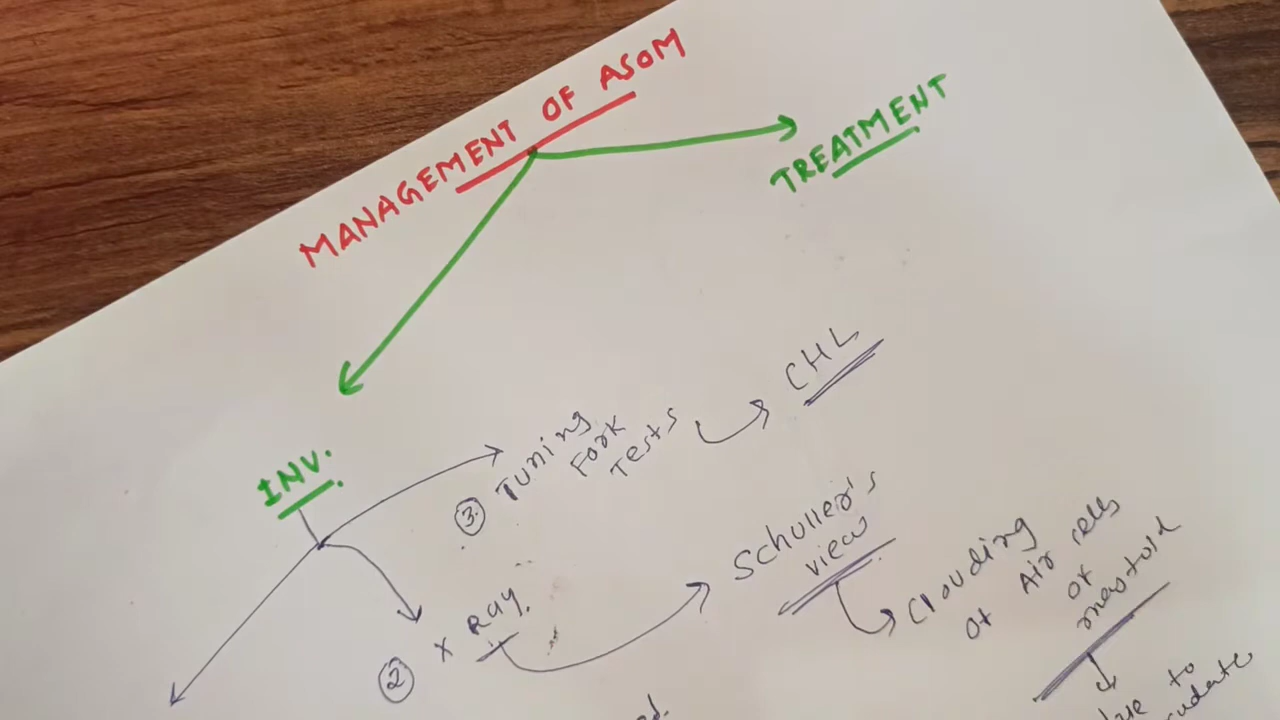 MANAGEMENT OF ASOM
TREATMENT
INV.
③ Tuning
Fork
Tests
CHL
② X Ray.
Schuller's
view
Clouding
of Air cells
of
mastoid
due to